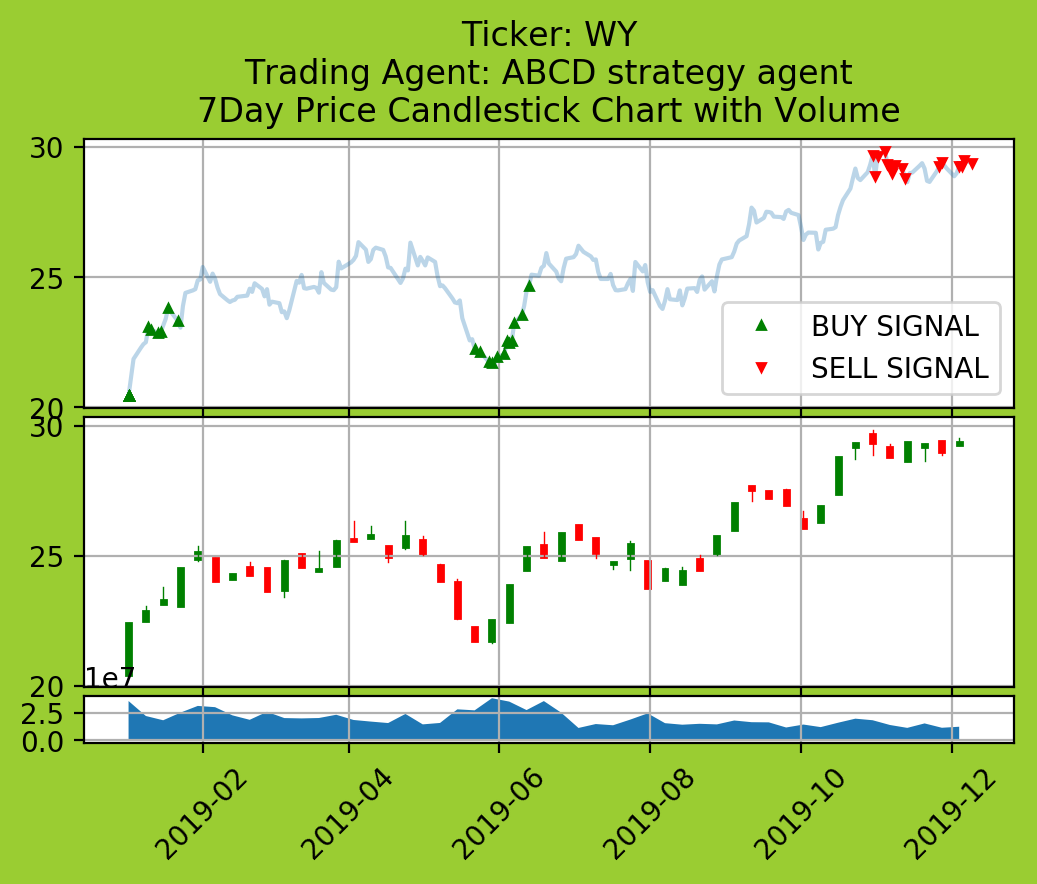 Ticker: WY
Trading Agent: ABCD strategy agent
7Day Price Candlestick Chart with Volume
30
25
20
BUY SIGNAL
SELL SIGNAL
30
25
20
1e7
2.5
0.0
2019-02
2019-04
2019-06
2019-08
2019-10
2019-12